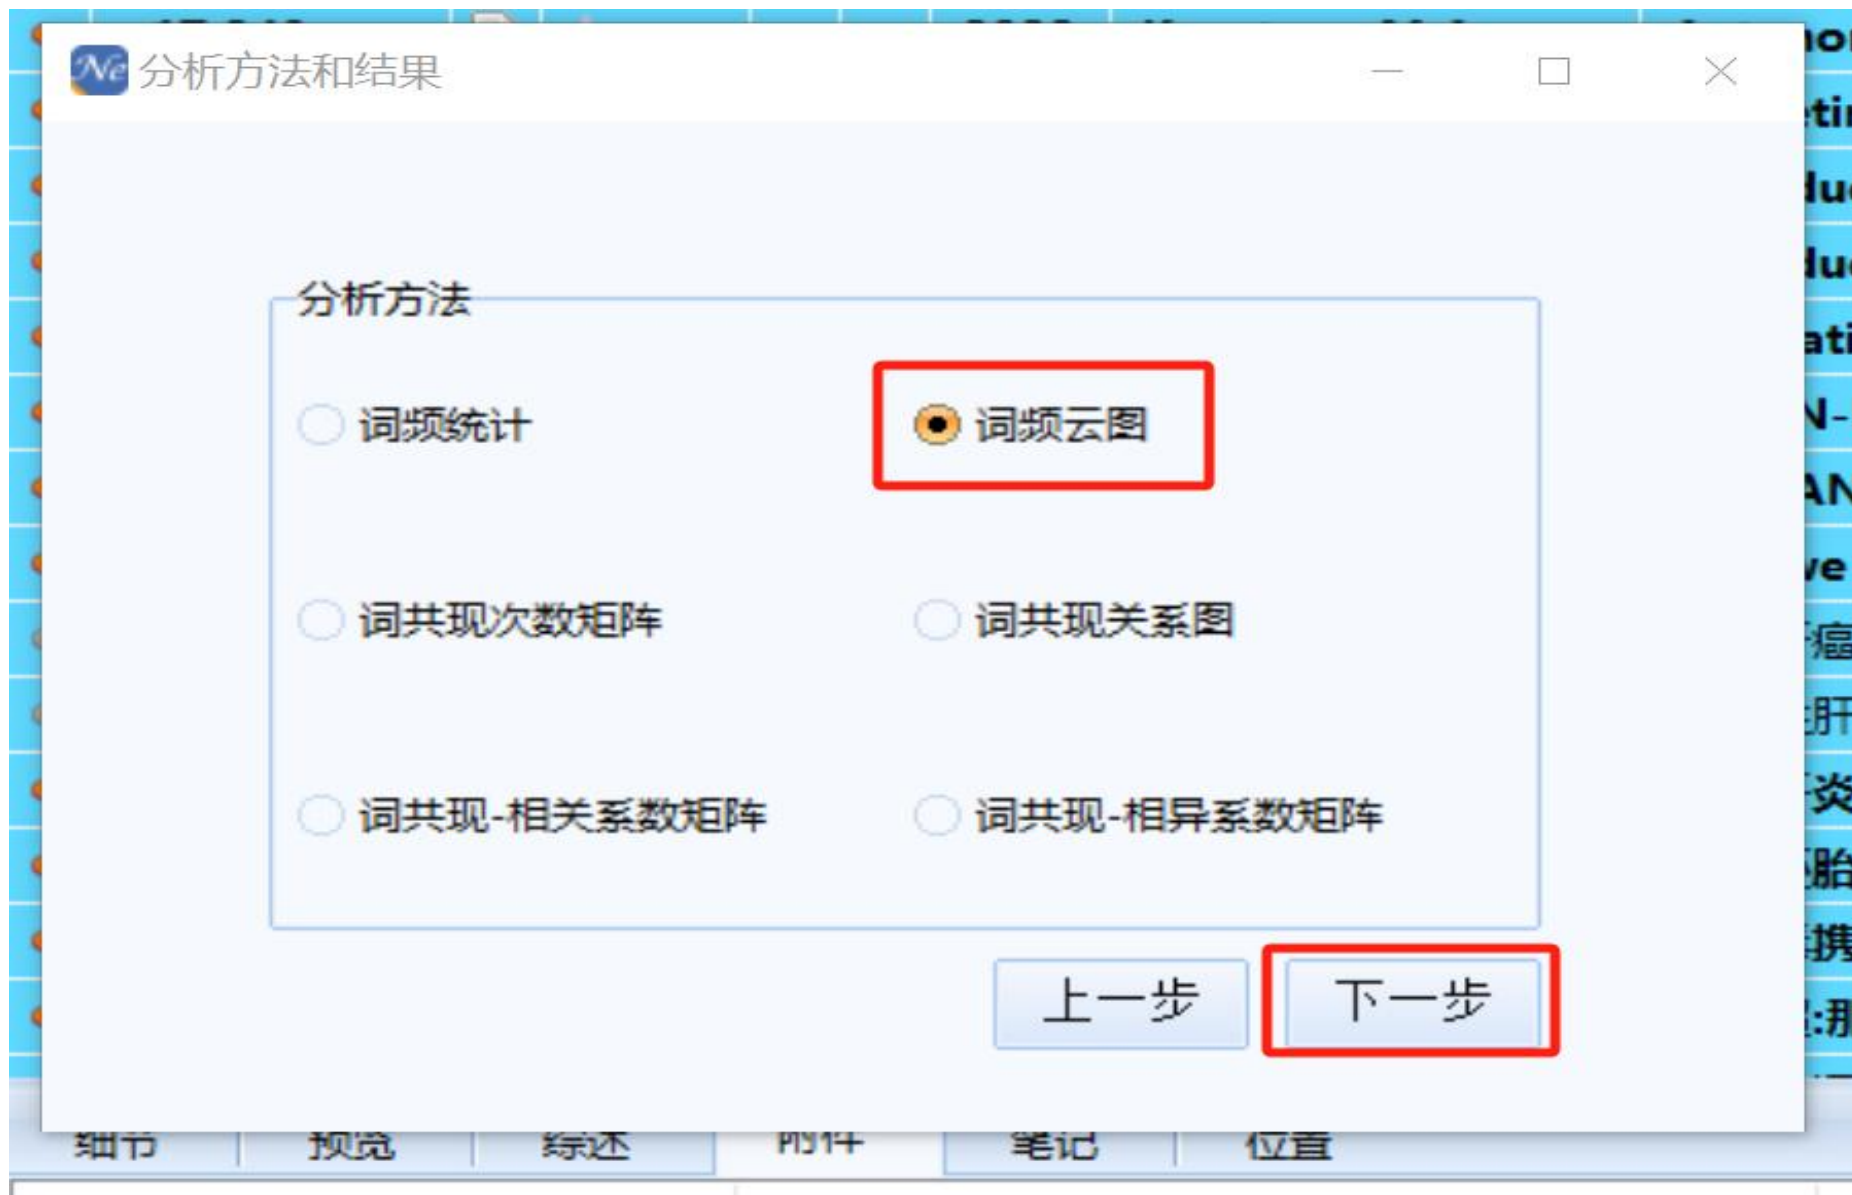 Ne 分析方法和结果
分析方法
词频统计 词频云图
词共现次数矩阵 词共现关系图
词共现-相关系数矩阵 词共现-相异系数矩阵
上一步 下一步
细节 预览 综述 附件 笔记 位置